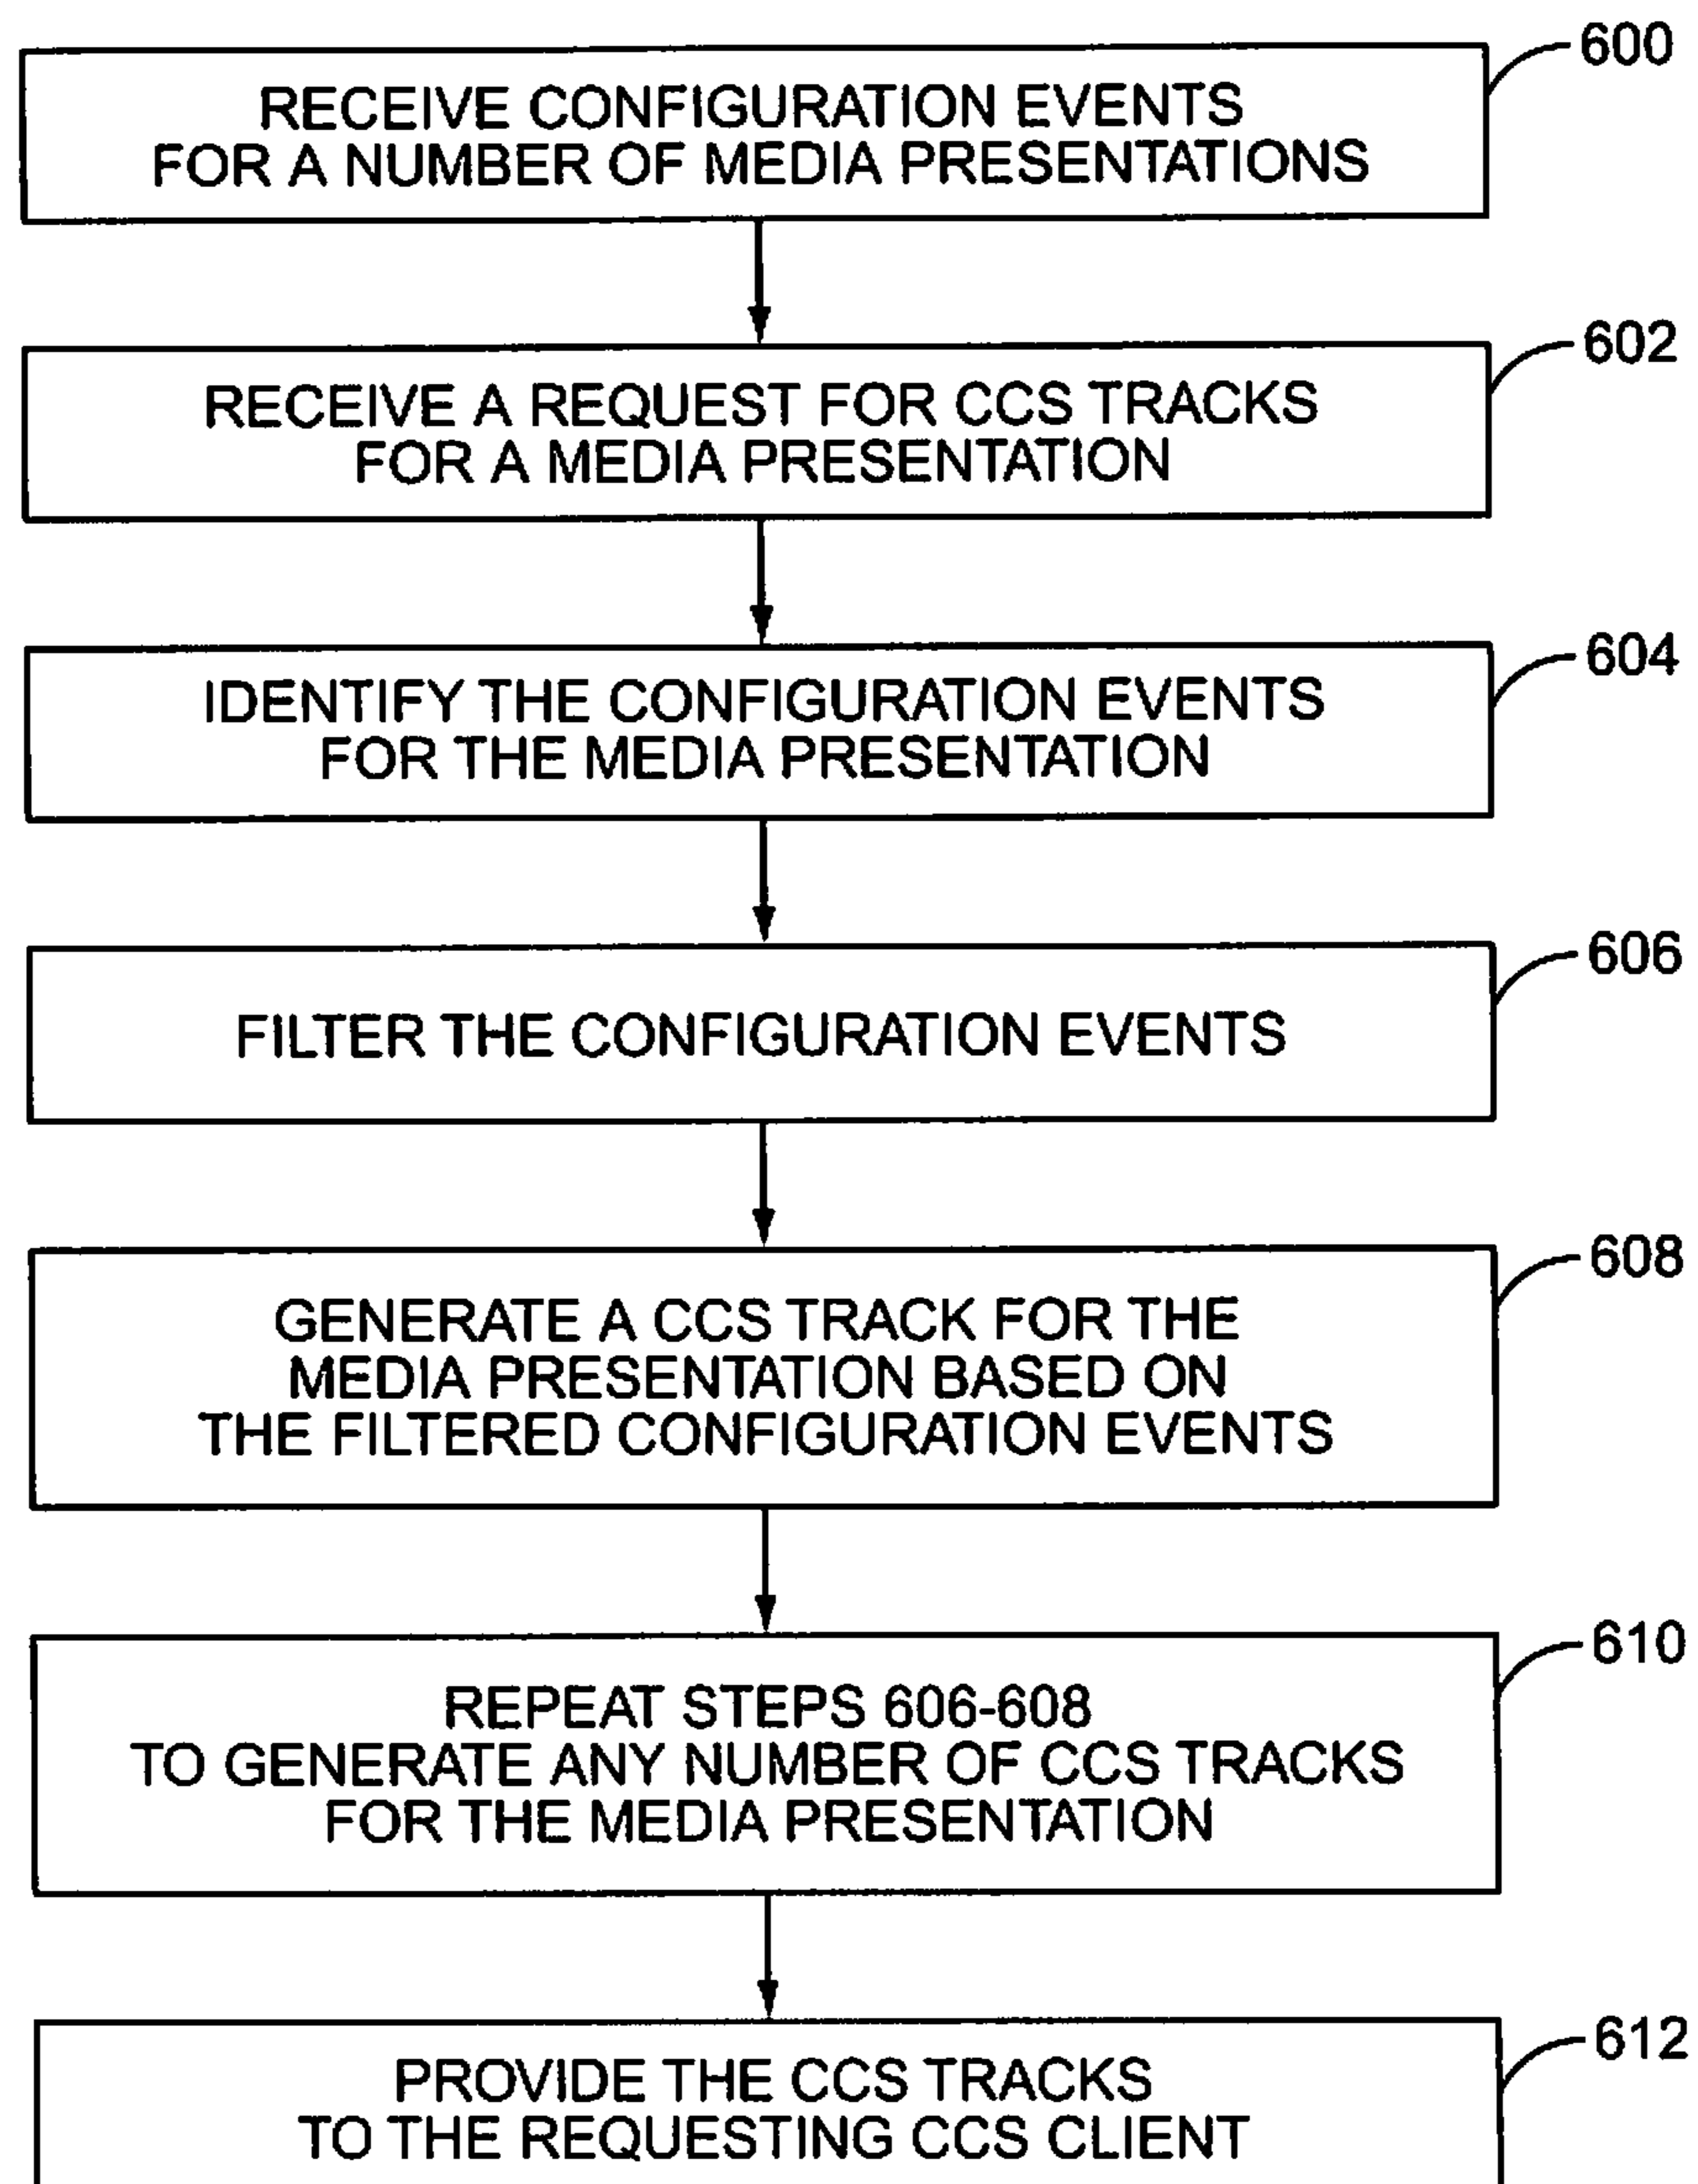 600
RECEIVE CONFIGURATION EVENTS
FOR A NUMBER OF MEDIA PRESENTATIONS
602
RECEIVE A REQUEST FOR CCS TRACKS
FOR A MEDIA PRESENTATION
604
IDENTIFY THE CONFIGURATION EVENTS
FOR THE MEDIA PRESENTATION
606
FILTER THE CONFIGURATION EVENTS
608
GENERATE A CCS TRACK FOR THE
MEDIA PRESENTATION BASED ON
THE FILTERED CONFIGURATION EVENTS
610
REPEAT STEPS 606-608
TO GENERATE ANY NUMBER OF CCS TRACKS
FOR THE MEDIA PRESENTATION
612
PROVIDE THE CCS TRACKS
TO THE REQUESTING CCS CLIENT